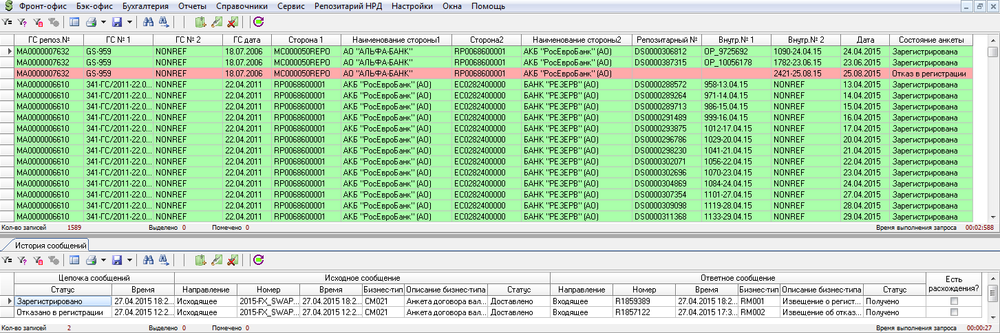 Фронт-офис Бэк-офис Бухгалтерия Отчеты Справочники Сервис Репозитарий НРД Настройки Окна Помощь
ГС репоз.№ ГС № 1 ГС № 2 ГС дата Сторона 1 Наименование стороны1 Сторона2 Наименование стороны2 Репозитарный № Внутр.№ 1 Внутр.№ 2 Дата Состояние анкеты
MA0000007632 GS-959 NONREF 18.07.2006 MC000050REPO АО "АЛЬФА-БАНК" RP0068600001 АКБ "РосЕвроБанк" (АО) DS0000306812 OP_9725692 1090-24.04.15 24.04.2015 Зарегистрирована
MA0000007632 GS-959 NONREF 18.07.2006 MC000050REPO АО "АЛЬФА-БАНК" RP0068600001 АКБ "РосЕвроБанк" (АО) DS0000387315 OP_10056178 1782-23.06.15 23.06.2015 Зарегистрирована
MA0000007632 GS-959 NONREF 18.07.2006 MC000050REPO АО "АЛЬФА-БАНК" RP0068600001 АКБ "РосЕвроБанк" (АО) 2421-25.08.15 25.08.2015 Отказ в регистрации
MA0000006610 341-ГС/2011-22.0... NONREF 22.04.2011 RP0068600001 АКБ "РосЕвроБанк" (АО) EC0282400000 БАНК "РЕЗЕРВ" (АО) DS0000288572 958-13.04.15 NONREF 13.04.2015 Зарегистрирована
MA0000006610 341-ГС/2011-22.0... NONREF 22.04.2011 RP0068600001 АКБ "РосЕвроБанк" (АО) EC0282400000 БАНК "РЕЗЕРВ" (АО) DS0000289264 971-14.04.15 NONREF 14.04.2015 Зарегистрирована
MA0000006610 341-ГС/2011-22.0... NONREF 22.04.2011 RP0068600001 АКБ "РосЕвроБанк" (АО) EC0282400000 БАНК "РЕЗЕРВ" (АО) DS0000289713 986-15.04.15 NONREF 15.04.2015 Зарегистрирована
MA0000006610 341-ГС/2011-22.0... NONREF 22.04.2011 RP0068600001 АКБ "РосЕвроБанк" (АО) EC0282400000 БАНК "РЕЗЕРВ" (АО) DS0000291489 999-16.04.15 NONREF 16.04.2015 Зарегистрирована
MA0000006610 341-ГС/2011-22.0... NONREF 22.04.2011 RP0068600001 АКБ "РосЕвроБанк" (АО) EC0282400000 БАНК "РЕЗЕРВ" (АО) DS0000293875 1012-17.04.15 NONREF 17.04.2015 Зарегистрирована
MA0000006610 341-ГС/2011-22.0... NONREF 22.04.2011 RP0068600001 АКБ "РосЕвроБанк" (АО) EC0282400000 БАНК "РЕЗЕРВ" (АО) DS0000296786 1029-20.04.15 NONREF 20.04.2015 Зарегистрирована
MA0000006610 341-ГС/2011-22.0... NONREF 22.04.2011 RP0068600001 АКБ "РосЕвроБанк" (АО) EC0282400000 БАНК "РЕЗЕРВ" (АО) DS0000298230 1041-21.04.15 NONREF 21.04.2015 Зарегистрирована
MA0000006610 341-ГС/2011-22.0... NONREF 22.04.2011 RP0068600001 АКБ "РосЕвроБанк" (АО) EC0282400000 БАНК "РЕЗЕРВ" (АО) DS0000302071 1056-22.04.15 NONREF 22.04.2015 Зарегистрирована
MA0000006610 341-ГС/2011-22.0... NONREF 22.04.2011 RP0068600001 АКБ "РосЕвроБанк" (АО) EC0282400000 БАНК "РЕЗЕРВ" (АО) DS0000302696 1070-23.04.15 NONREF 23.04.2015 Зарегистрирована
MA0000006610 341-ГС/2011-22.0... NONREF 22.04.2011 RP0068600001 АКБ "РосЕвроБанк" (АО) EC0282400000 БАНК "РЕЗЕРВ" (АО) DS0000304869 1084-24.04.15 NONREF 24.04.2015 Зарегистрирована
MA0000006610 341-ГС/2011-22.0... NONREF 22.04.2011 RP0068600001 АКБ "РосЕвроБанк" (АО) EC0282400000 БАНК "РЕЗЕРВ" (АО) DS0000307354 1101-27.04.15 NONREF 27.04.2015 Зарегистрирована
MA0000006610 341-ГС/2011-22.0... NONREF 22.04.2011 RP0068600001 АКБ "РосЕвроБанк" (АО) EC0282400000 БАНК "РЕЗЕРВ" (АО) DS0000309098 1119-28.04.15 NONREF 28.04.2015 Зарегистрирована
MA0000006610 341-ГС/2011-22.0... NONREF 22.04.2011 RP0068600001 АКБ "РосЕвроБанк" (АО) EC0282400000 БАНК "РЕЗЕРВ" (АО) DS0000311368 1133-29.04.15 NONREF 29.04.2015 Зарегистрирована
Кол-во записей 1589 Выделено 0 Помечено 0 Время выполнения запроса 00:02:588
История сообщений
Цепочка сообщений Исходное сообщение Ответное сообщение Есть расхождения?
Статус Время Направление Номер Время Бизнес-тип Описание бизнес-типа Статус Направление Номер Время Бизнес-тип Описание бизнес-типа Статус
Зарегистрировано 27.04.2015 18:2... Исходящее 2015-FX_SWAP... 27.04.2015 18:2... CM021 Анкета договора вал... Доставлено Входящее R1859389 27.04.2015 18:2... RM001 Извещение о регист... Получено
Отказано в регистрации 27.04.2015 12:2... Исходящее 2015-FX_SWAP... 27.04.2015 12:2... CM021 Анкета договора вал... Доставлено Входящее R1857122 27.04.2015 17:3... RM002 Извещение об отказ... Получено
Кол-во записей 2 Выделено 0 Помечено 0 Время выполнения запроса 00:00:27